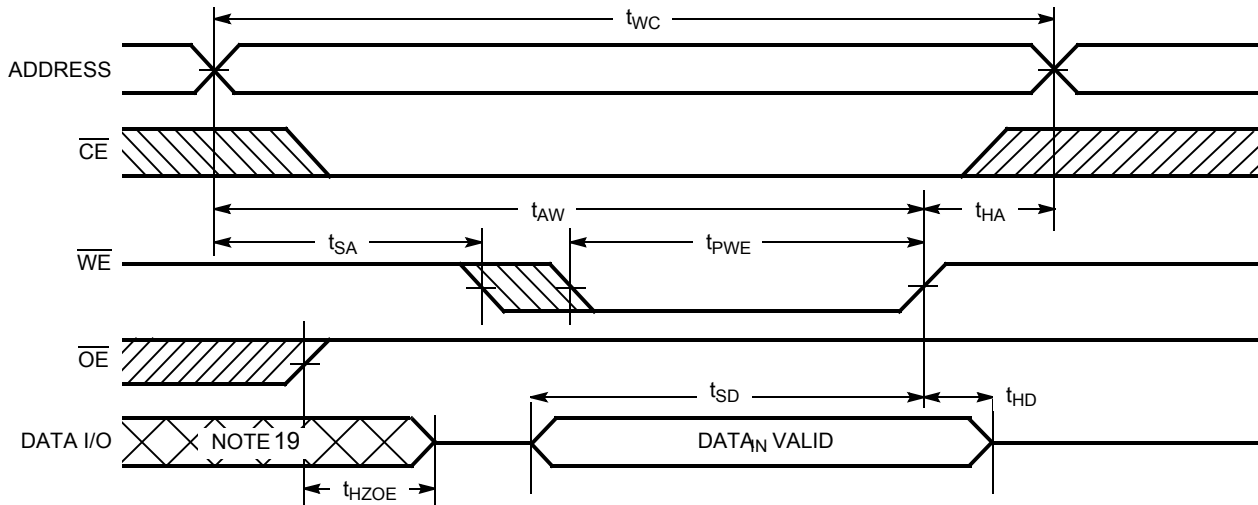 tWC
ADDRESS
CE
tAW
tHA
tSA
tPWE
WE
OE
tSD
tHD
DATA I/O
NOTE 19
DATAIN VALID
tHZOE